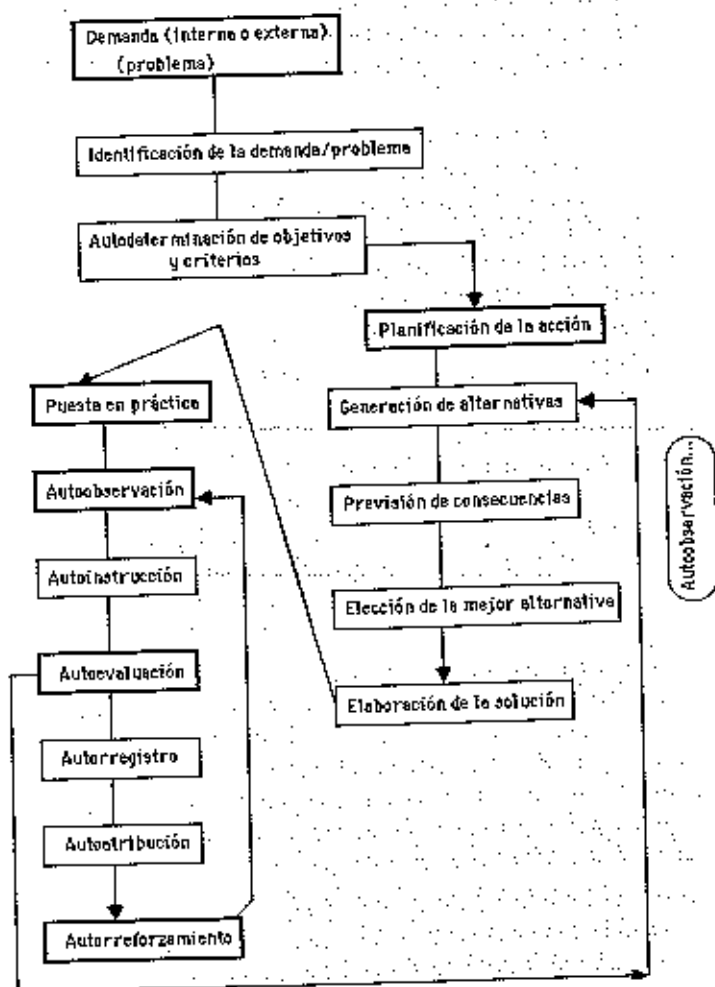 Demanda (interna o externa)
(problema)
Identificación de la demanda/problema
Autodeterminación de objetivos
y criterios
Planificación de la acción
Puesta en práctica
Generación de alternativas
Autoobservación
Previsión de consecuencias
Autoobservación...
Autoinstrucción
Elección de la mejor alternativa
Autoevaluación
Elaboración de la solución
Autorregistro
Autoatribución
Autorreforzamiento